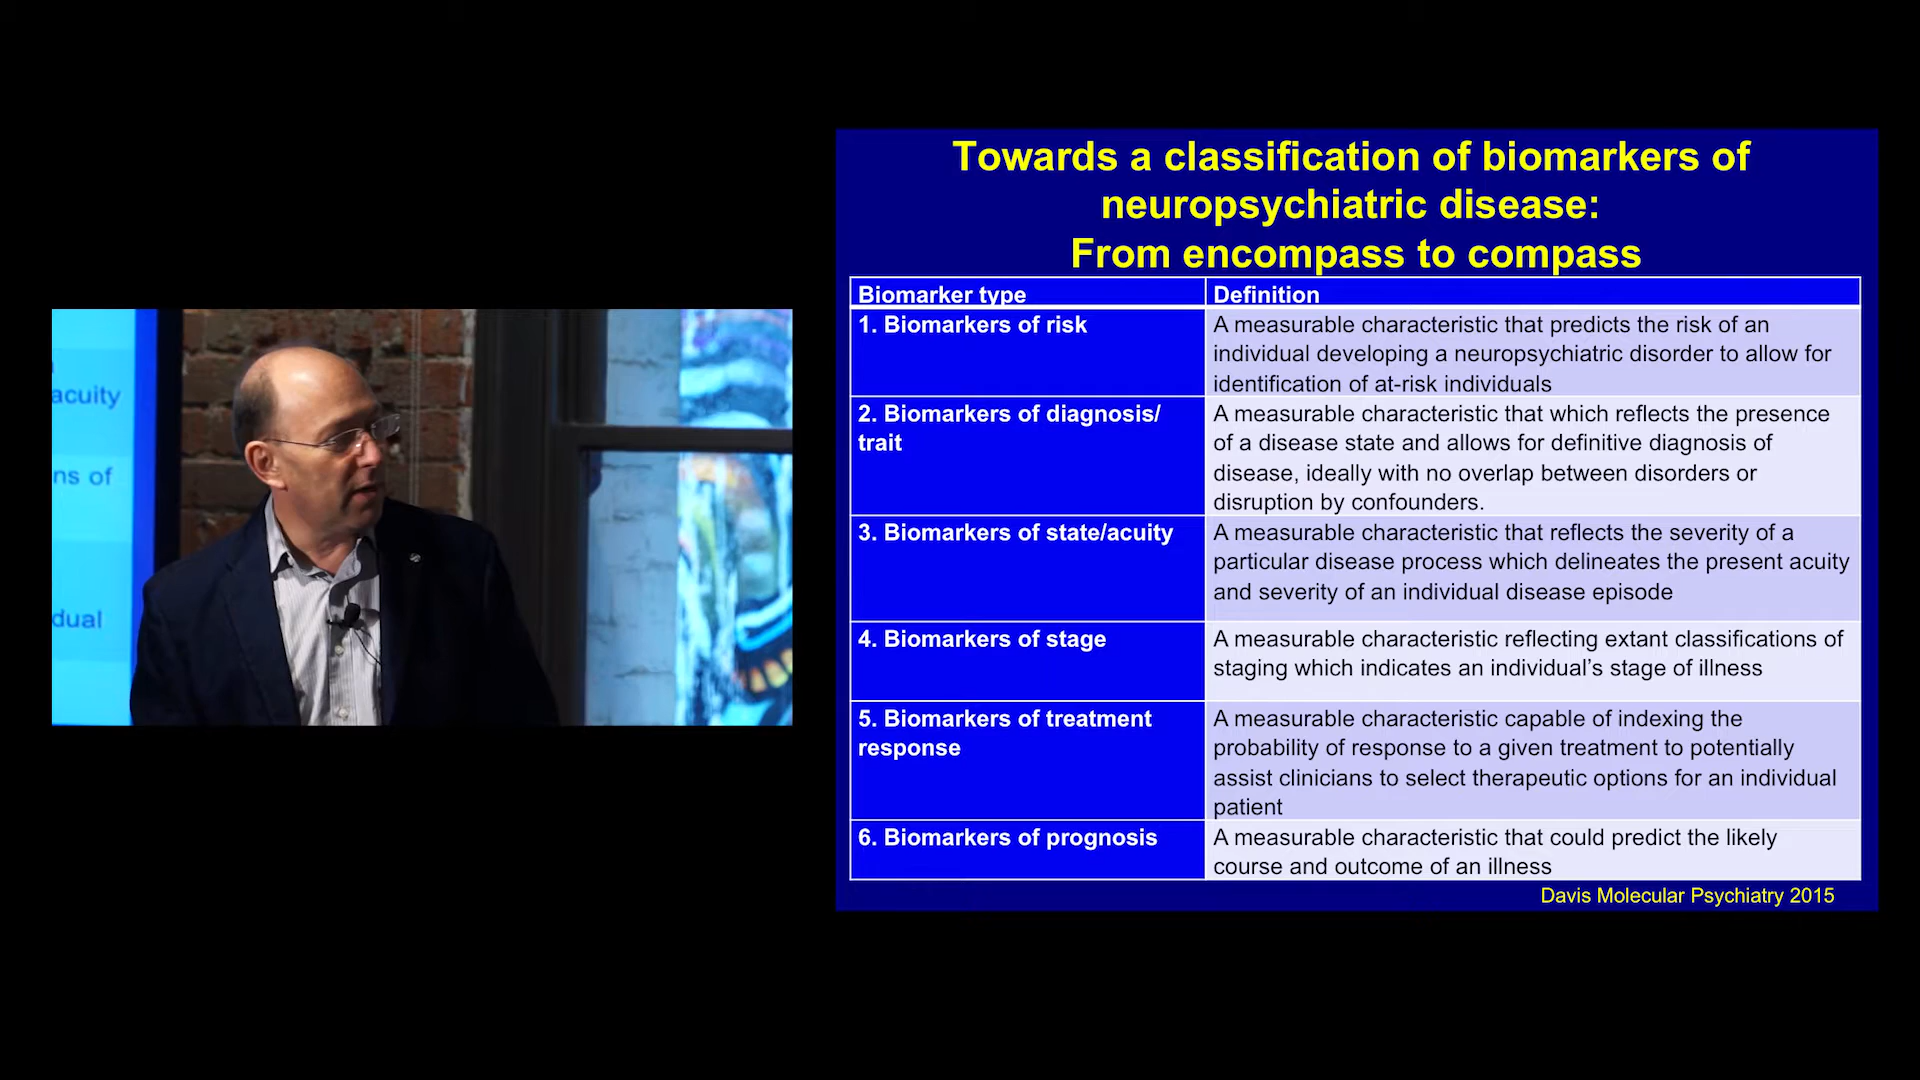 acuity
ns of
dual
Towards a classification of biomarkers of
neuropsychiatric disease:
From encompass to compass
Biomarker type
Definition
1. Biomarkers of risk
A measurable characteristic that predicts the risk of an
individual developing a neuropsychiatric disorder to allow for
identification of at-risk individuals
2. Biomarkers of diagnosis/
trait
A measurable characteristic that which reflects the presence
of a disease state and allows for definitive diagnosis of
disease, ideally with no overlap between disorders or
disruption by confounders.
3. Biomarkers of state/acuity
A measurable characteristic that reflects the severity of a
particular disease process which delineates the present acuity
and severity of an individual disease episode
4. Biomarkers of stage
A measurable characteristic reflecting extant classifications of
staging which indicates an individual’s stage of illness
5. Biomarkers of treatment
response
A measurable characteristic capable of indexing the
probability of response to a given treatment to potentially
assist clinicians to select therapeutic options for an individual
patient
6. Biomarkers of prognosis
A measurable characteristic that could predict the likely
course and outcome of an illness
Davis Molecular Psychiatry 2015